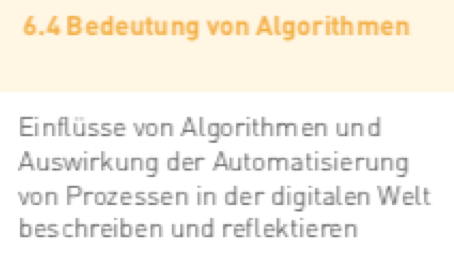 6.4 Bedeutung von Algorithmen
Einflüsse von Algorithmen und
Auswirkung der Automatisierung
von Prozessen in der digitalen Welt
beschreiben und reflektieren